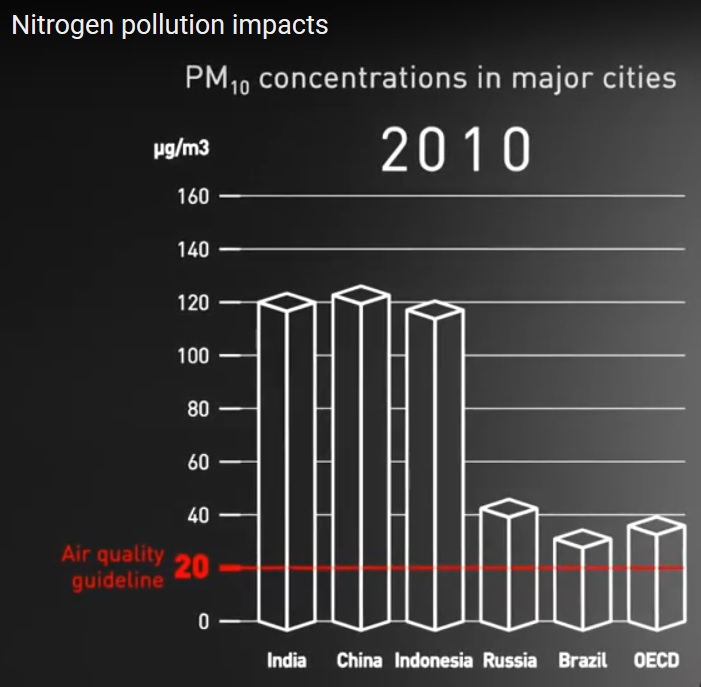 Nitrogen pollution impacts
PM₁₀ concentrations in major cities
µg/m3
2010
160
140
120
100
80
60
40
Air quality
guideline
20
0
India China Indonesia Russia Brazil OECD